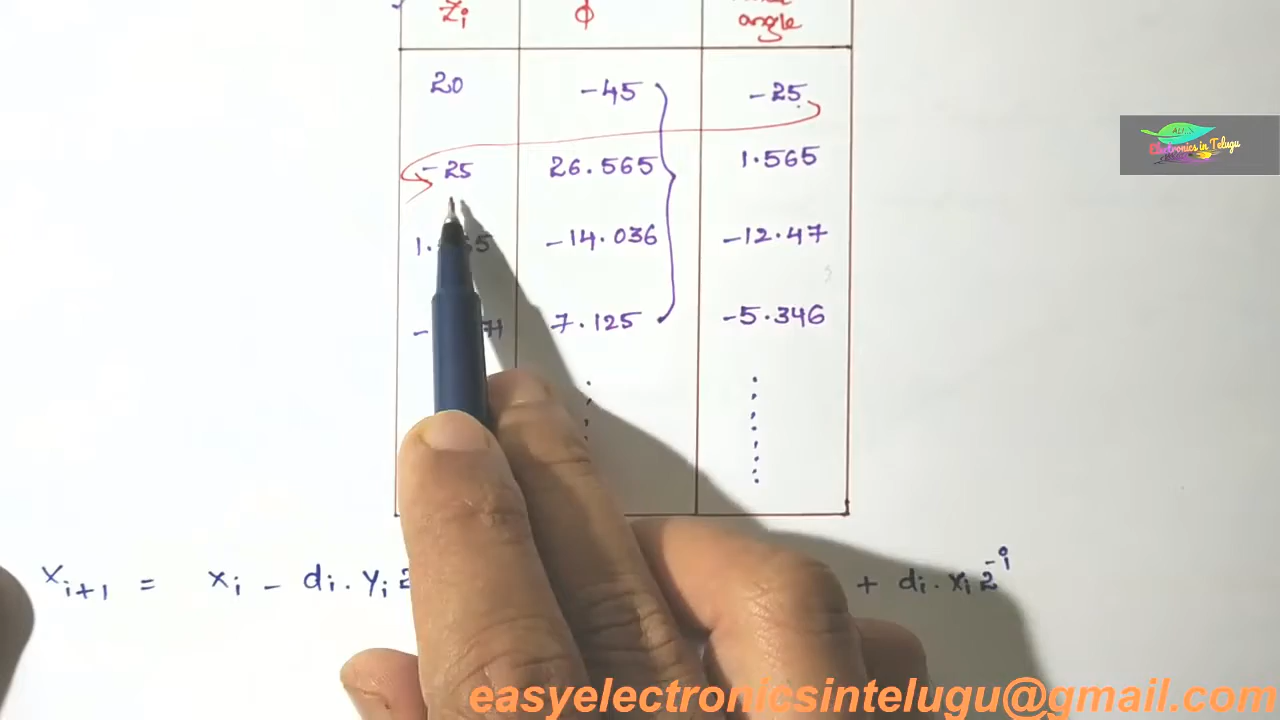 Zi ϕ
angle
20 -45 -25
-25 26.565 1.565
-14.036 -12.47
7.125 -5.346
Xi+1 = xi - di. yi 2 + di. xi 2^-i
Electronics in Telugu
easyelectronicsintelugu@gmail.com